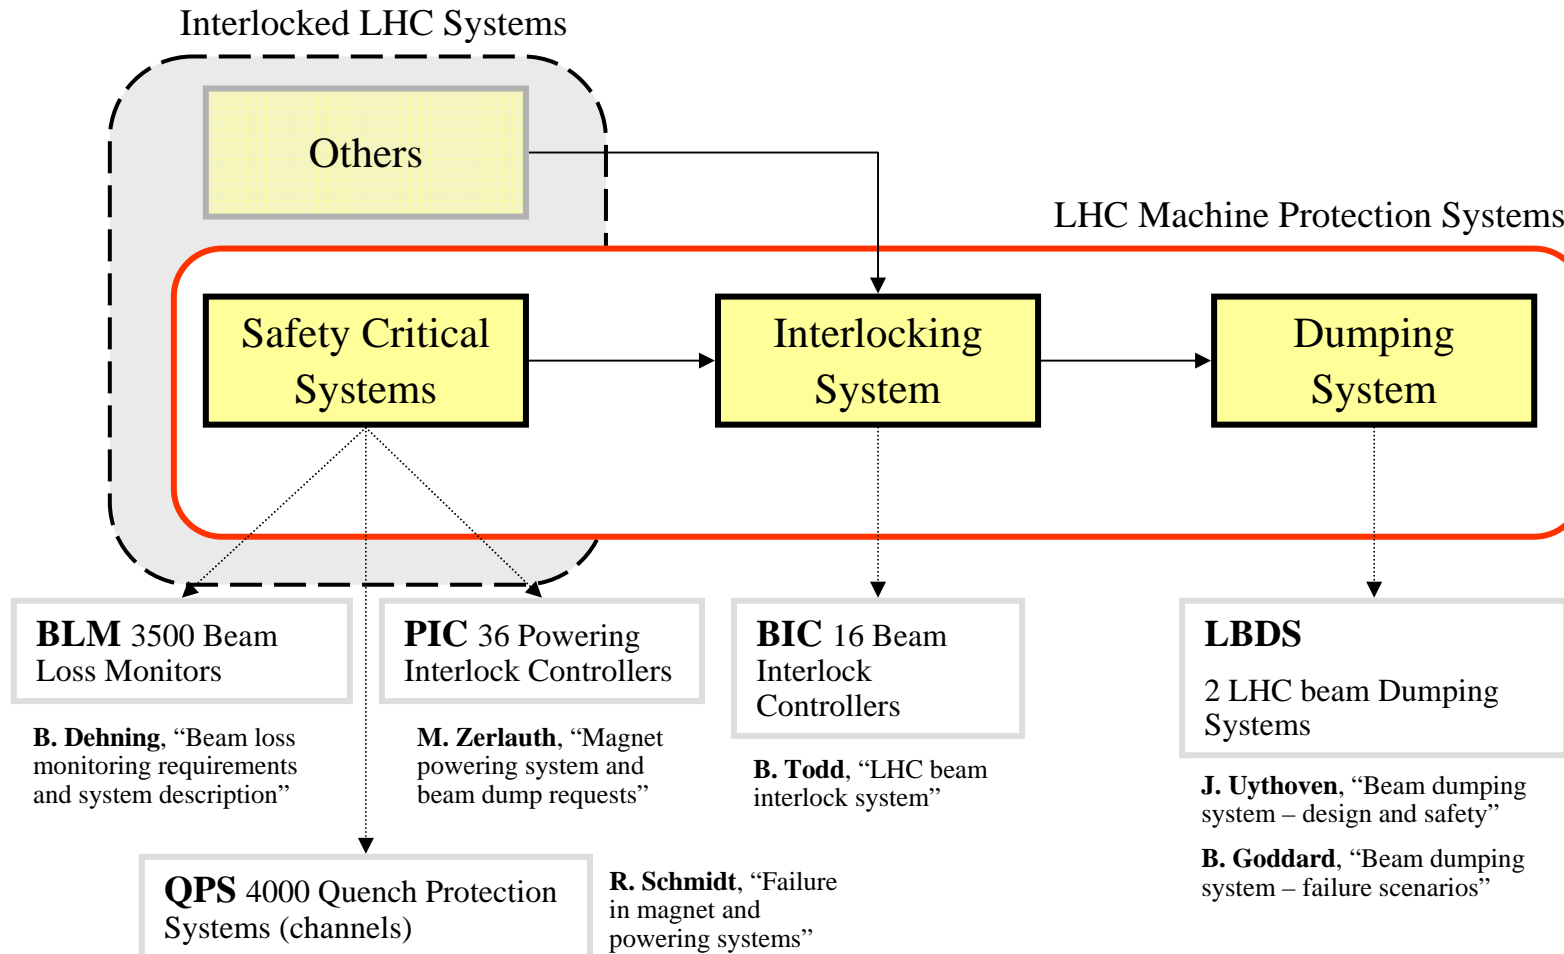 Interlocked LHC Systems
Others
LHC Machine Protection Systems
Safety Critical
Systems
Interlocking
System
Dumping
System
BLM 3500 Beam
Loss Monitors
PIC 36 Powering
Interlock Controllers
BIC 16 Beam
Interlock
Controllers
LBDS
2 LHC beam Dumping
Systems
B. Dehning, “Beam loss
monitoring requirements
and system description”
M. Zerlauth, “Magnet
powering system and
beam dump requests”
B. Todd, “LHC beam
interlock system”
J. Uythoven, “Beam dumping
system – design and safety”
B. Goddard, “Beam dumping
system – failure scenarios”
QPS 4000 Quench Protection
Systems (channels)
R. Schmidt, “Failure
in magnet and
powering systems”